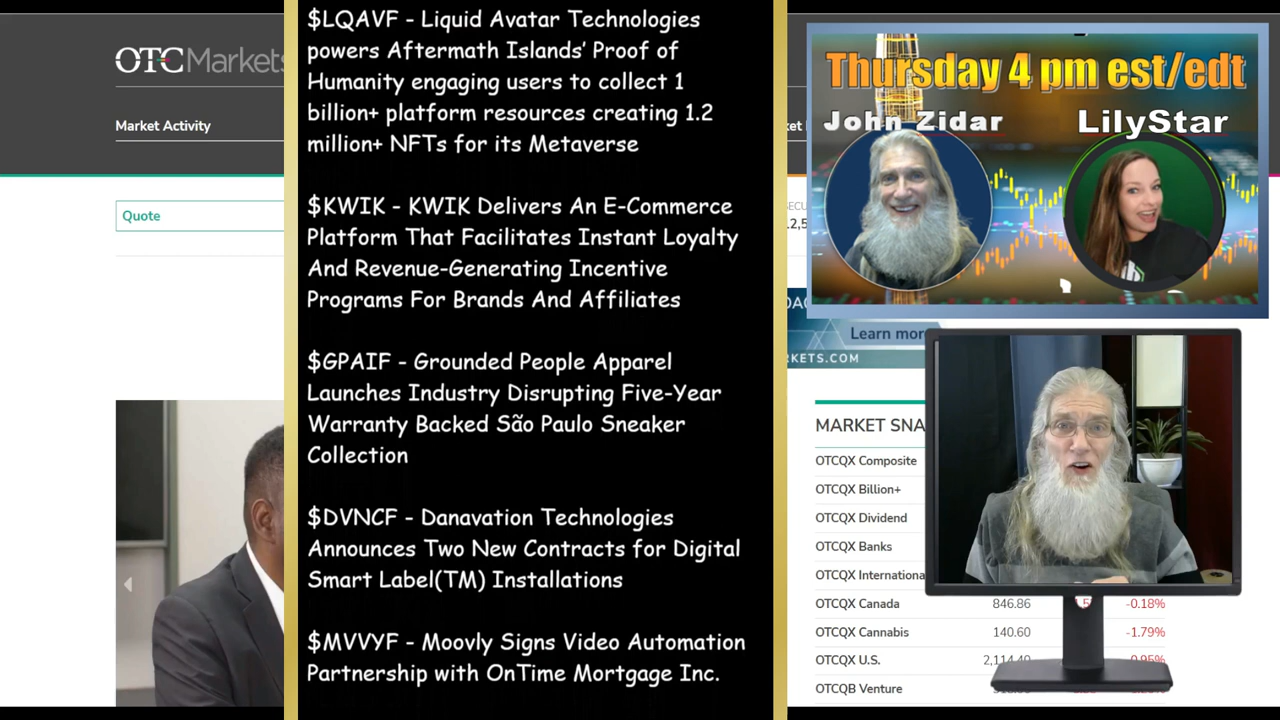 OTCMarkets
Market Activity
Quote
$LQAVF - Liquid Avatar Technologies
powers Aftermath Islands' Proof of
Humanity engaging users to collect 1
billion+ platform resources creating 1.2
million+ NFTs for its Metaverse
$KWIK - KWIK Delivers An E-Commerce
Platform That Facilitates Instant Loyalty
And Revenue-Generating Incentive
Programs For Brands And Affiliates
$GPAIF - Grounded People Apparel
Launches Industry Disrupting Five-Year
Warranty Backed São Paulo Sneaker
Collection
$DVNCF - Danavation Technologies
Announces Two New Contracts for Digital
Smart Label(TM) Installations
$MVVYF - Moovly Signs Video Automation
Partnership with OnTime Mortgage Inc.
Thursday 4 pm est/edt
John Zidar
LilyStar
Learn mor
KETS.COM
MARKET SNA
OTCQX Composite
OTCQX Billion+
OTCQX Dividend
OTCQX Banks
OTCQX Internationa
OTCQX Canada 846.86 -0.18%
OTCQX Cannabis 140.60 -1.79%
OTCQX U.S.
OTCQB Venture